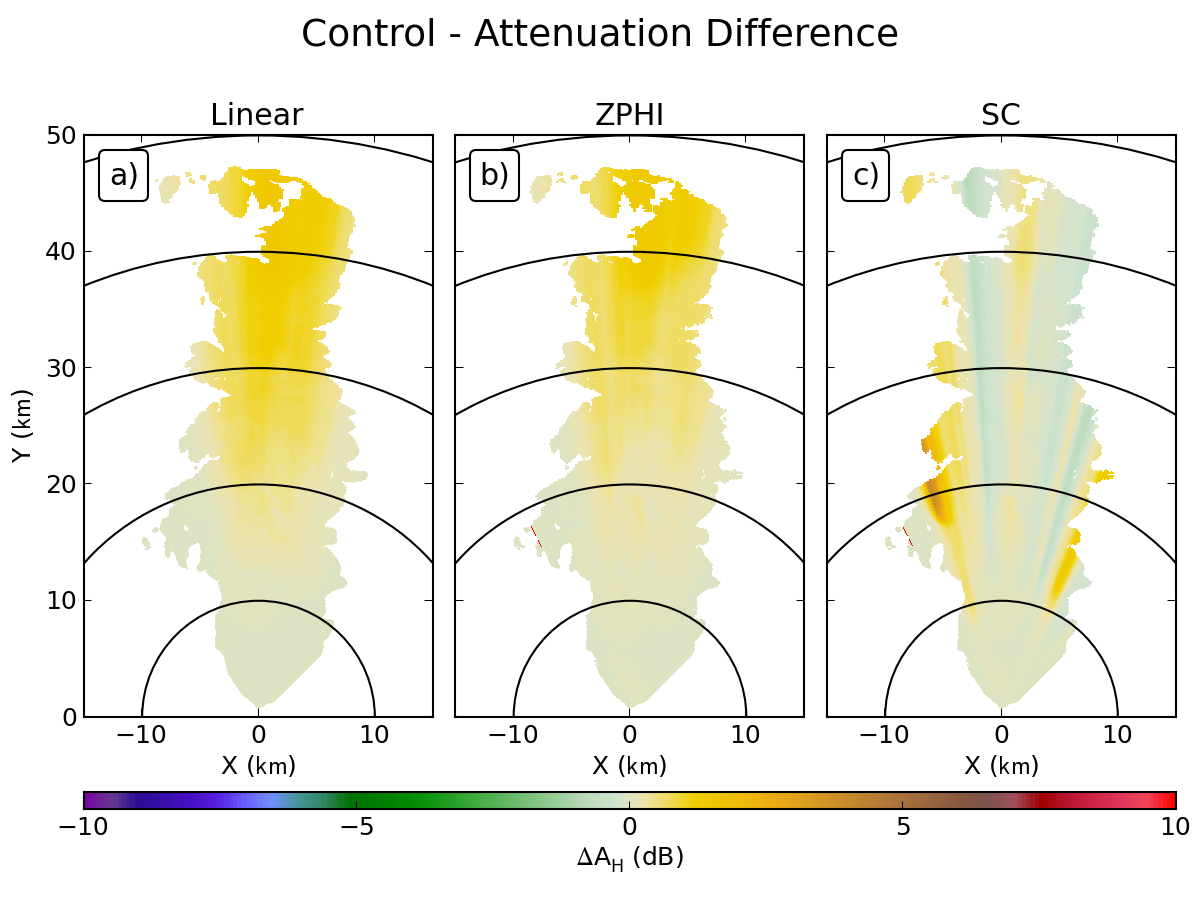 Control - Attenuation Difference
Linear
ZPHI
SC
a)
b)
c)
50
40
30
20
10
0
Y (km)
−10 0 10
−10 0 10
−10 0 10
X (km)
X (km)
X (km)
−10 −5 0 5 10
ΔA_H (dB)